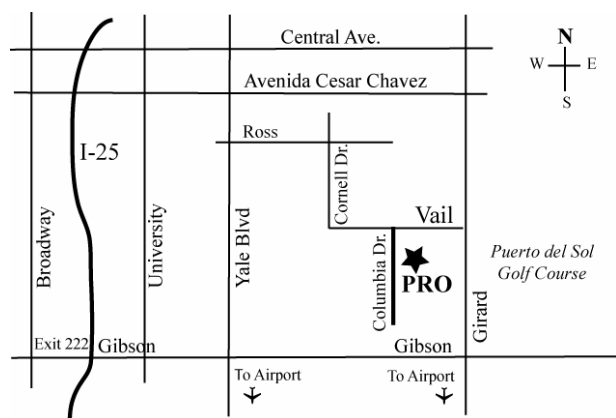 Central Ave.
N
W E
S
Avenida Cesar Chavez
Ross
I-25
Cornell Dr.
Vail
Broadway
University
Yale Blvd
Columbia Dr.
PRO
Puerto del Sol
Golf Course
Girard
Exit 222
Gibson
Gibson
To Airport
To Airport